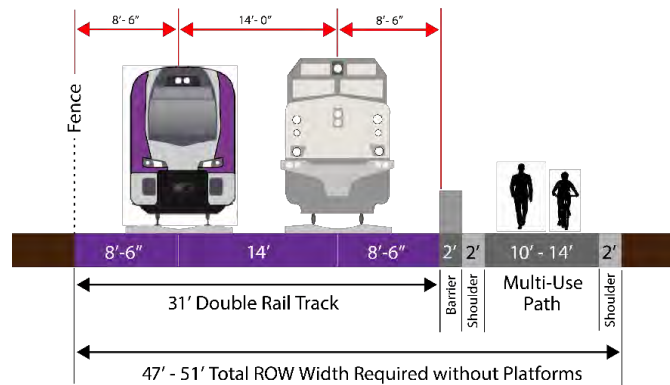 8'- 6"
14'- 0"
8'- 6"
Fence
8'-6"
14'
8'-6"
2'
2'
10' - 14'
2'
31' Double Rail Track
Barrier
Shoulder
Multi-Use
Path
Shoulder
47' - 51' Total ROW Width Required without Platforms